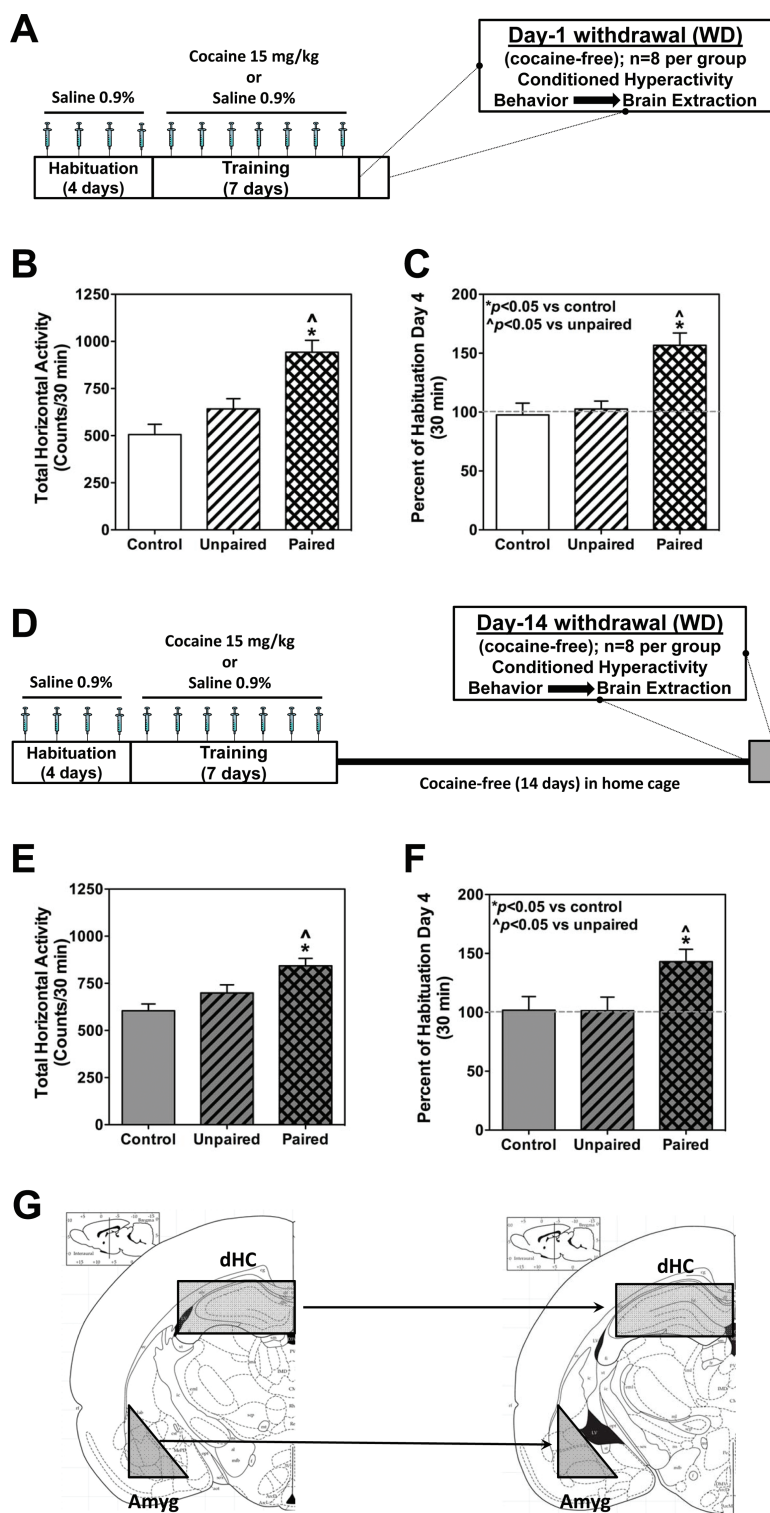 A
Cocaine 15 mg/kg
or
Saline 0.9%
Saline 0.9%
Habituation
(4 days)
Training
(7 days)
Day-1 withdrawal (WD)
(cocaine-free); n=8 per group
Conditioned Hyperactivity
Behavior
Brain Extraction
B
Total Horizontal Activity
(Counts/30 min)
1250
1000
750
500
250
0
^
*
Control
Unpaired
Paired
C
Percent of Habituation Day 4
(30 min)
200
150
100
50
0
*p<0.05 vs control
^p<0.05 vs unpaired
^
*
Control
Unpaired
Paired
D
Cocaine 15 mg/kg
or
Saline 0.9%
Saline 0.9%
Habituation
(4 days)
Training
(7 days)
Cocaine-free (14 days) in home cage
Day-14 withdrawal (WD)
(cocaine-free); n=8 per group
Conditioned Hyperactivity
Behavior
Brain Extraction
E
Total Horizontal Activity
(Counts/30 min)
1250
1000
750
500
250
0
^
*
Control
Unpaired
Paired
F
Percent of Habituation Day 4
(30 min)
200
150
100
50
0
*p<0.05 vs control
^p<0.05 vs unpaired
^
*
Control
Unpaired
Paired
G
dHC
Amyg
dHC
Amyg